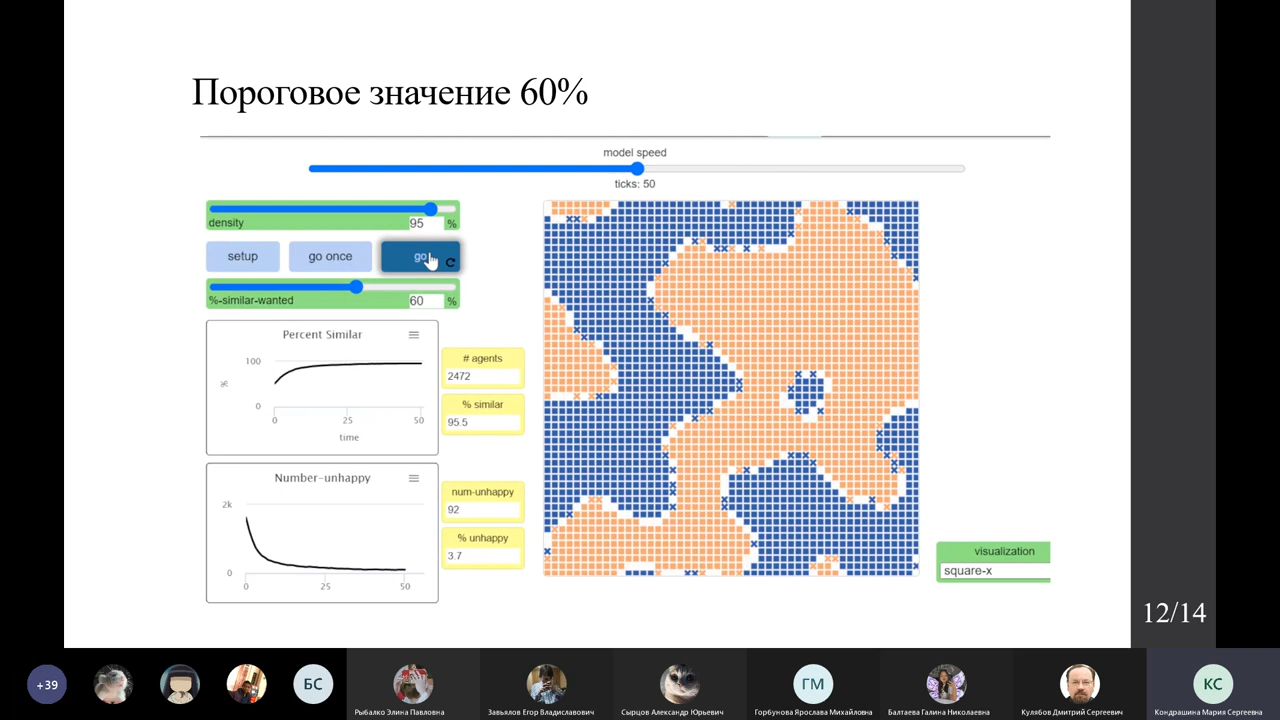 Пороговое значение 60%
model speed
ticks: 50
density
95
%
setup
go once
go
%-similar-wanted
60
%
Percent Similar
100
%
0
0
25
50
time
# agents
2472
% similar
95.5
Number-unhappy
2k
0
0
25
50
num-unhappy
92
% unhappy
3.7
visualization
square-x
12/14
+39
БС
ГМ
КС
Рыбалко Элина Павловна
Завьялов Егор Владиславович
Сырцов Александр Юрьевич
Горбунова Ярослава Михайловна
Балтаева Галина Николаевна
Кулябов Дмитрий Сергеевич
Кондрашина Мария Сергеевна